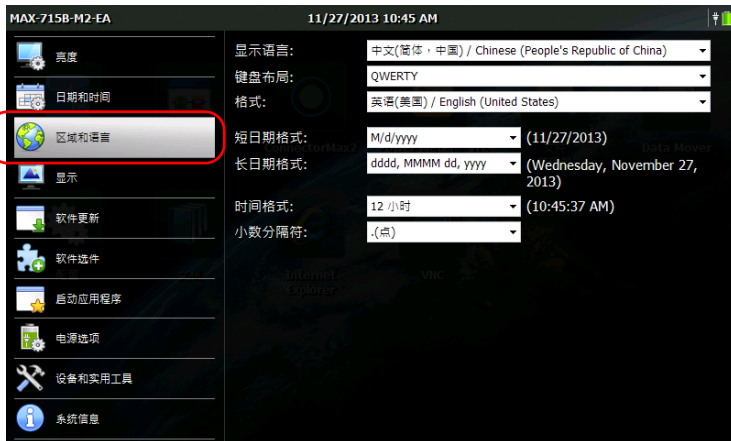 MAX-715B-M2-EA 11/27/2013 10:45 AM
亮度
日期和时间
区域和语言
显示
软件更新
软件选件
启动应用程序
电源选项
设备和实用工具
系统信息
显示语言: 中文(简体，中国) / Chinese (People's Republic of China)
键盘布局: QWERTY
格式: 英语(美国) / English (United States)
短日期格式: M/d/yyyy (11/27/2013)
长日期格式: dddd, MMMM dd, yyyy (Wednesday, November 27,
2013)
时间格式: 12 小时 (10:45:37 AM)
小数分隔符: .(点)
ConnectorMax2
Data Mover
Internet
Explorer
VNC